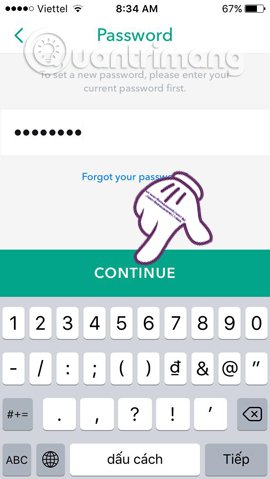 Viettel 8:34 AM 67%
Password
Quantrimang
To set a new password, please enter your
current password first.
Forgot your
CONTINUE
1 2 3 4 5 6 7 8 9 0
- / : ; ( ) ₫ & @ "
#+= . , ? ! '
ABC dấu cách Tiếp